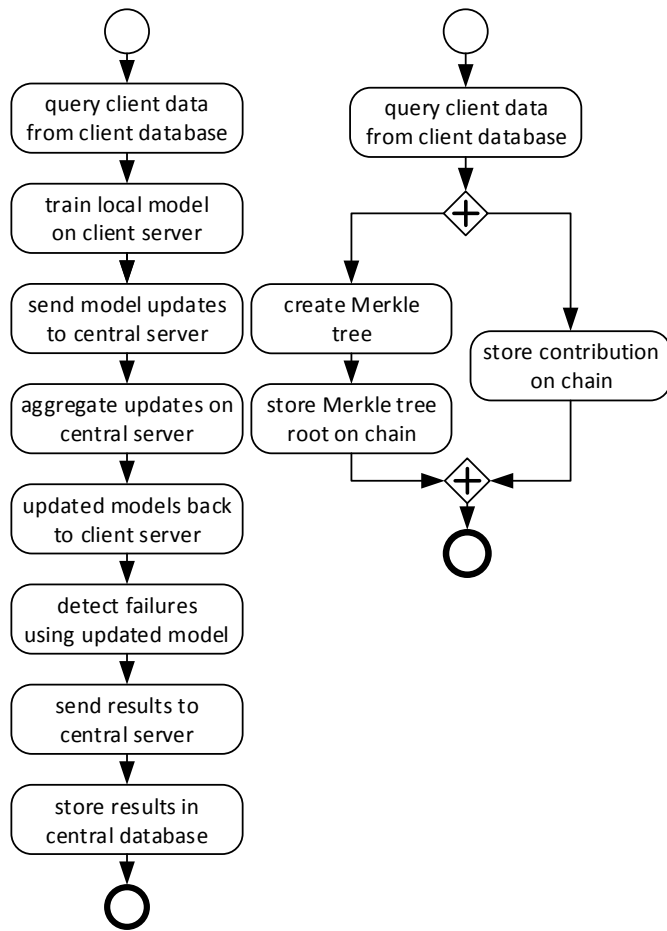 query client data
from client database
train local model
on client server
send model updates
to central server
aggregate updates on
central server
updated models back
to client server
detect failures
using updated model
send results to
central server
store results in
central database
query client data
from client database
create Merkle
tree
store Merkle tree
root on chain
store contribution
on chain